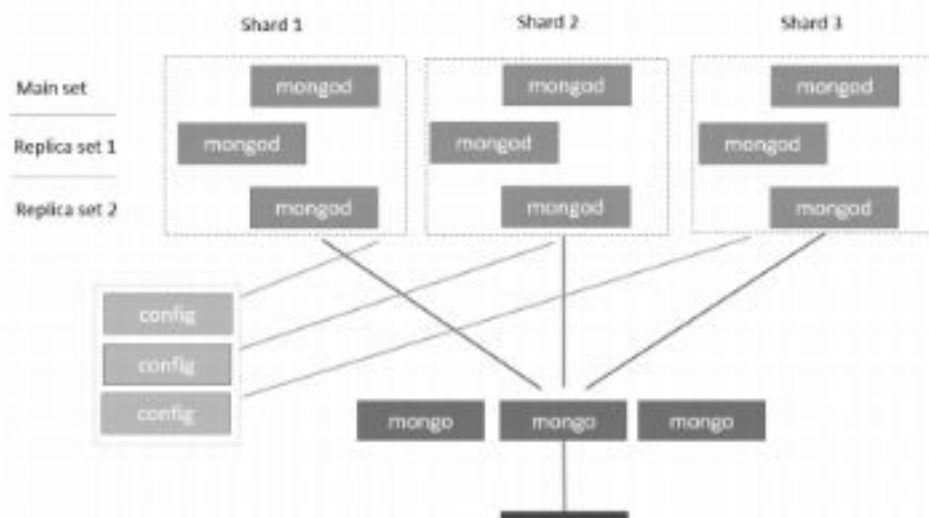 Shard 1 Shard 2 Shard 3
Main set mongod mongod mongod
Replica set 1 mongod mongod mongod
Replica set 2 mongod mongod mongod
config
config
config
mongo mongo mongo